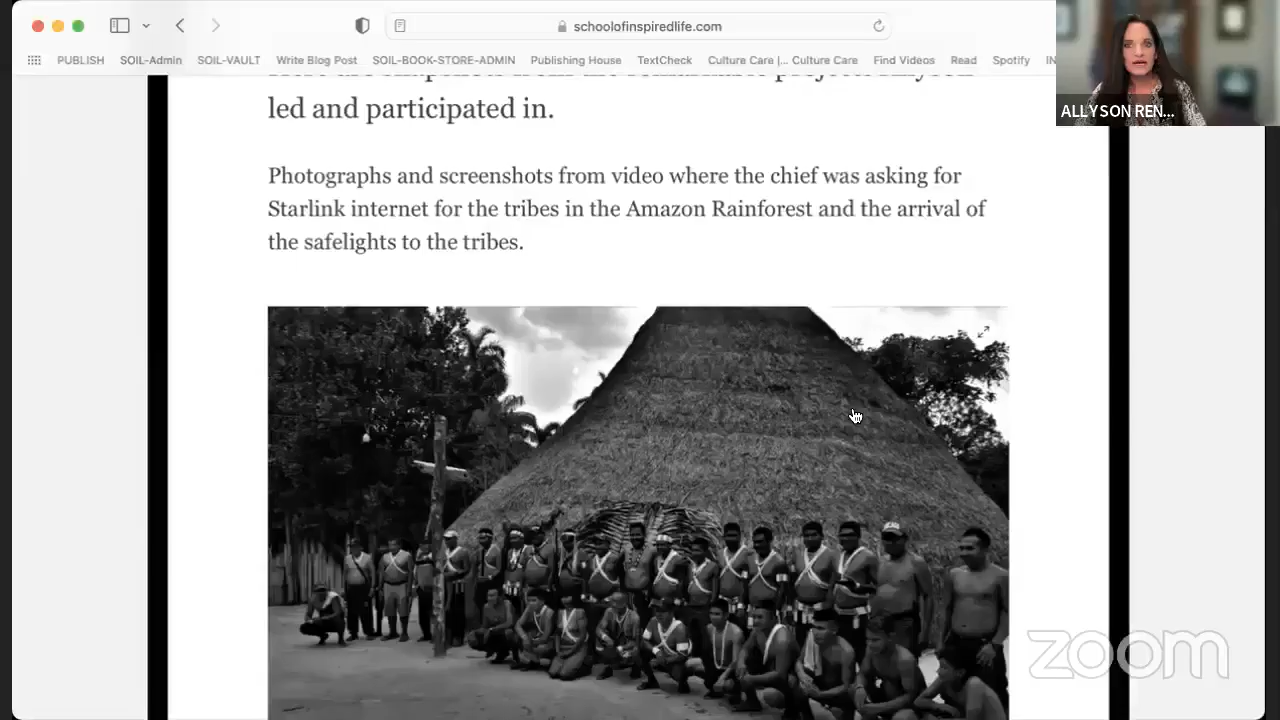 schoolofinspiredlife.com
PUBLISH SOIL-Admin SOIL-VAULT Write Blog Post SOIL-BOOK-STORE-ADMIN Publishing House TextCheck Culture Care |... Culture Care Find Videos Read Spotify
ALLYSON REN...
led and participated in.
Photographs and screenshots from video where the chief was asking for
Starlink internet for the tribes in the Amazon Rainforest and the arrival of
the safelights to the tribes.
zoom